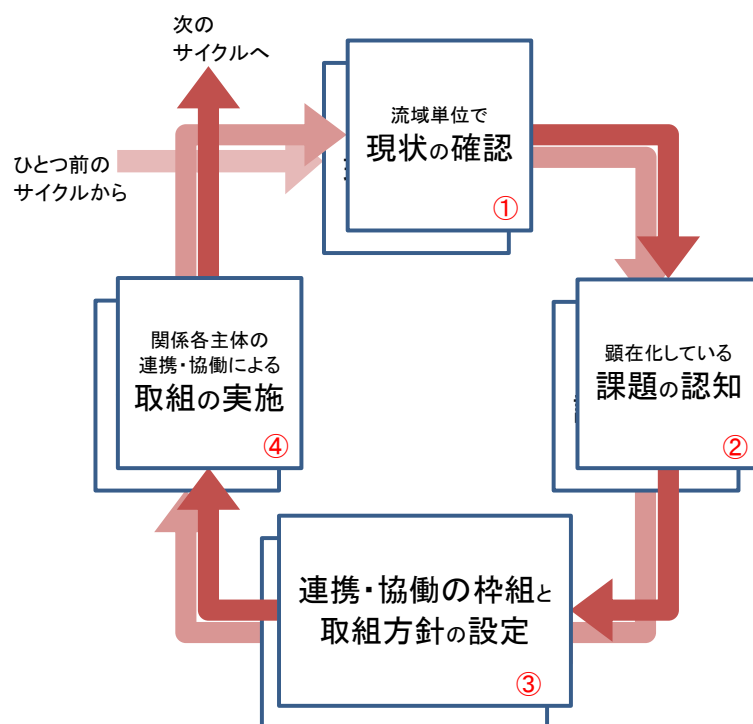 次の
サイクルへ
ひとつ前の
サイクルから
流域単位で
現状の確認
①
顕在化している
課題の認知
②
連携・協働の枠組と
取組方針の設定
③
関係各主体の
連携・協働による
取組の実施
④